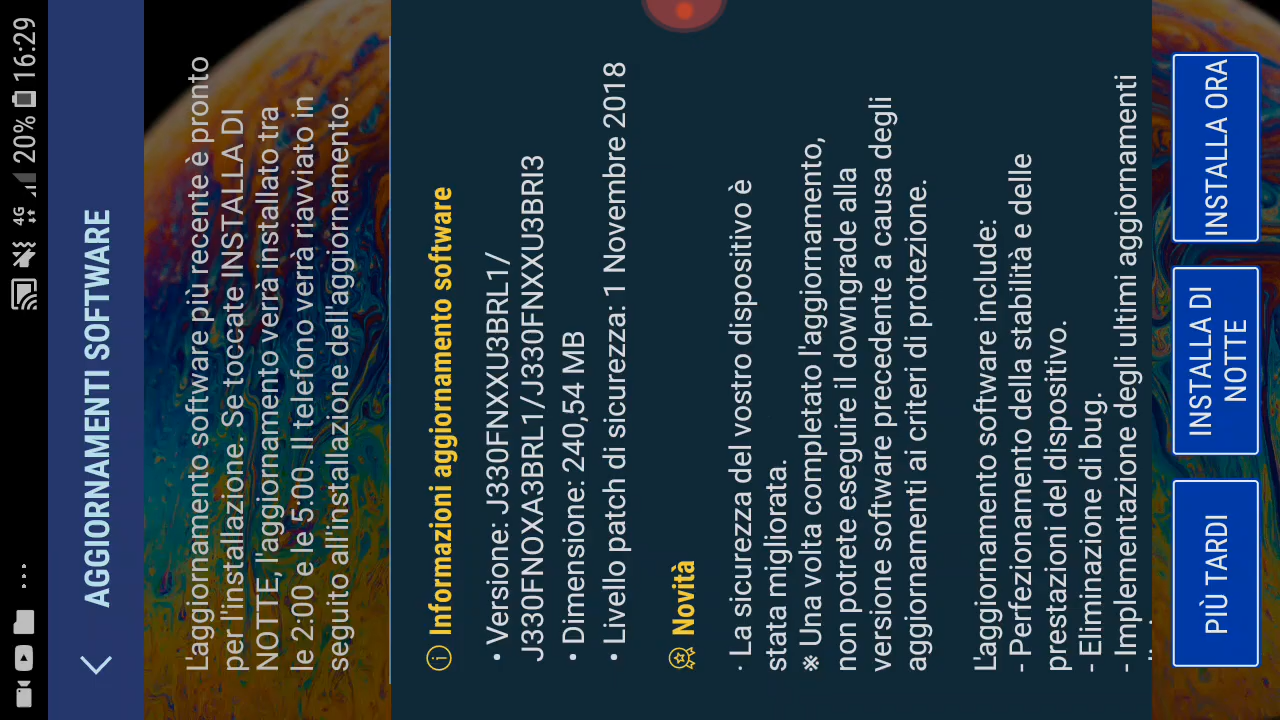 4G 20% 16:29
AGGIORNAMENTI SOFTWARE
L'aggiornamento software più recente è pronto
per l'installazione. Se toccate INSTALLA DI
NOTTE, l'aggiornamento verrà installato tra
le 2:00 e le 5:00. Il telefono verrà riavviato in
seguito all'installazione dell'aggiornamento.
Informazioni aggiornamento software
• Versione: J330FNXXU3BRL1/
J330FNOXA3BRL1/J330FNXXU3BRI3
• Dimensione: 240,54 MB
• Livello patch di sicurezza: 1 Novembre 2018
Novità
· La sicurezza del vostro dispositivo è
stata migliorata.
※ Una volta completato l'aggiornamento,
non potrete eseguire il downgrade alla
versione software precedente a causa degli
aggiornamenti ai criteri di protezione.
L'aggiornamento software include:
- Perfezionamento della stabilità e delle
prestazioni del dispositivo.
- Eliminazione di bug.
- Implementazione degli ultimi aggiornamenti
PIÙ TARDI
INSTALLA DI
NOTTE
INSTALLA ORA